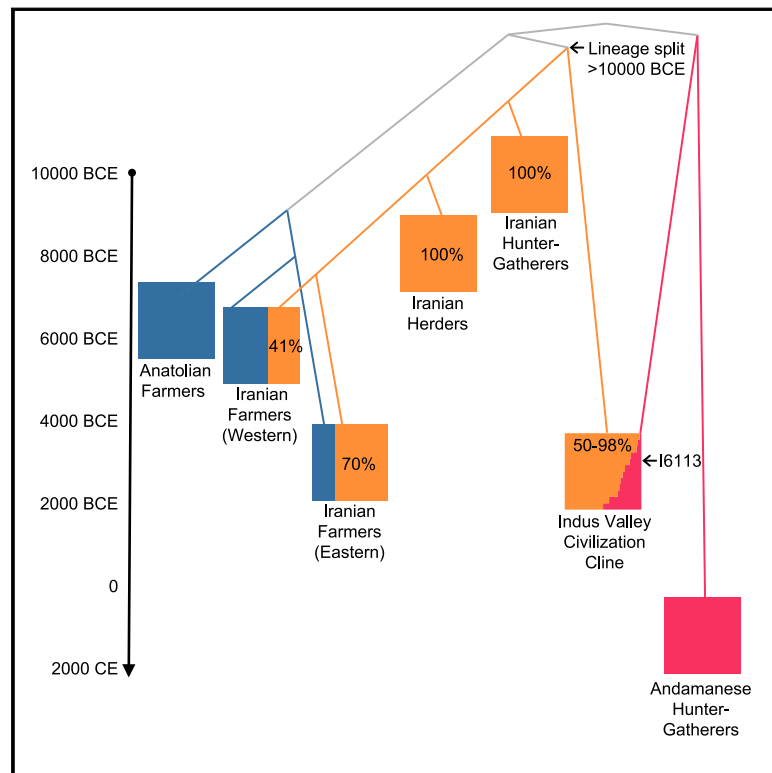 Lineage split
>10000 BCE
10000 BCE
8000 BCE
6000 BCE
4000 BCE
2000 BCE
0
2000 CE
100%
Iranian
Hunter-
Gatherers
100%
Iranian
Herders
Anatolian
Farmers
41%
Iranian
Farmers
(Western)
70%
Iranian
Farmers
(Eastern)
50-98%
I6113
Indus Valley
Civilization
Cline
Andamanese
Hunter-
Gatherers